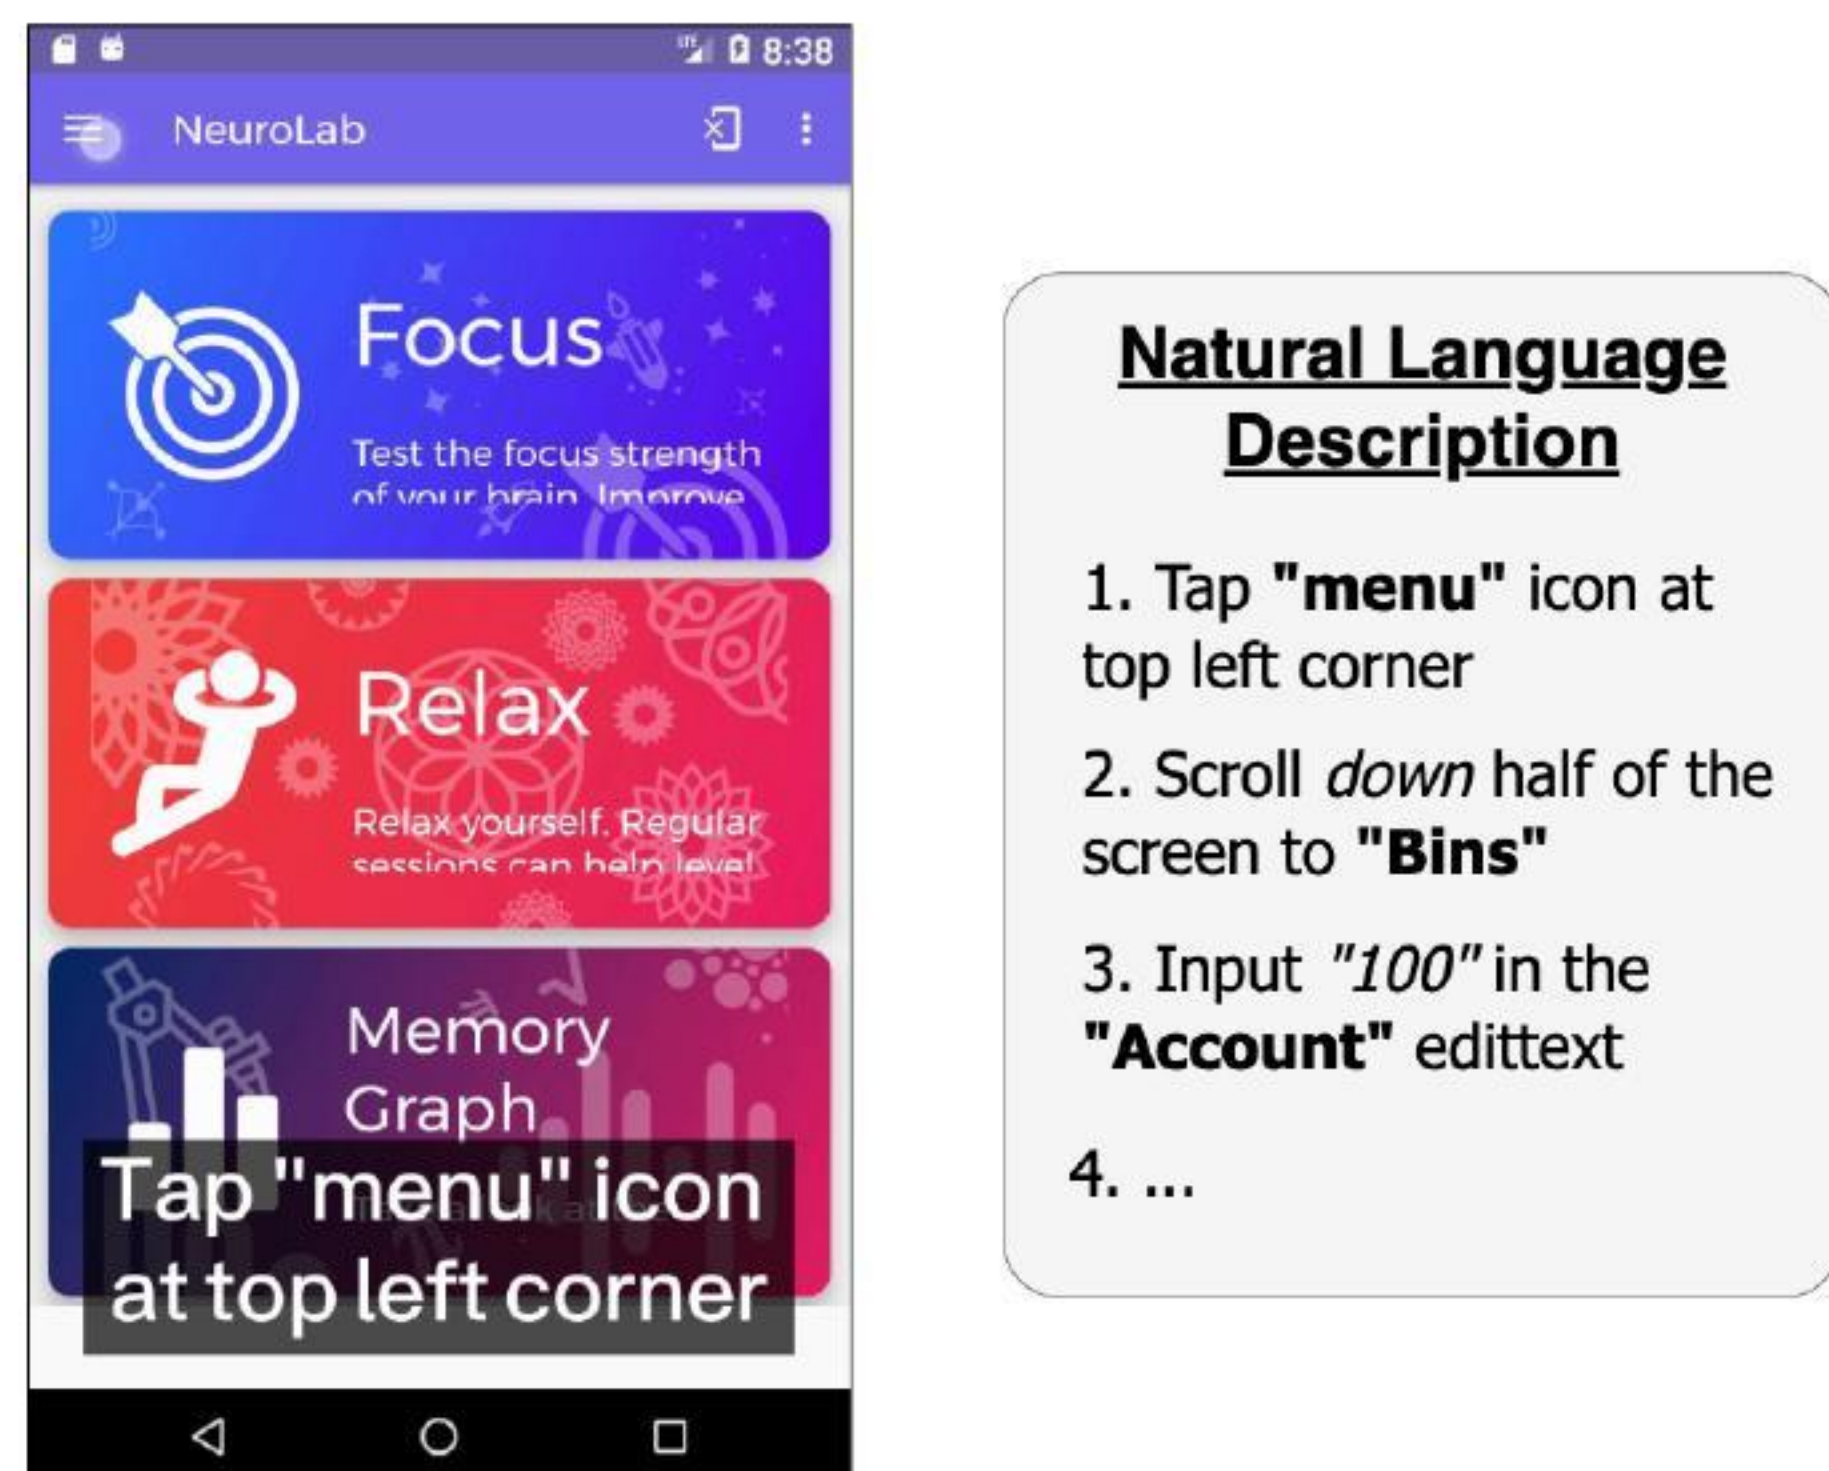 LTE 8:38
NeuroLab
Focus
Test the focus strength
of your brain. Improve
Relax
Relax yourself. Regular
sessions can help level
Memory
Graph
Tap "menu" icon
at top left corner
Natural Language
Description
1. Tap "menu" icon at
top left corner
2. Scroll down half of the
screen to "Bins"
3. Input "100" in the
"Account" edittext
4. ...